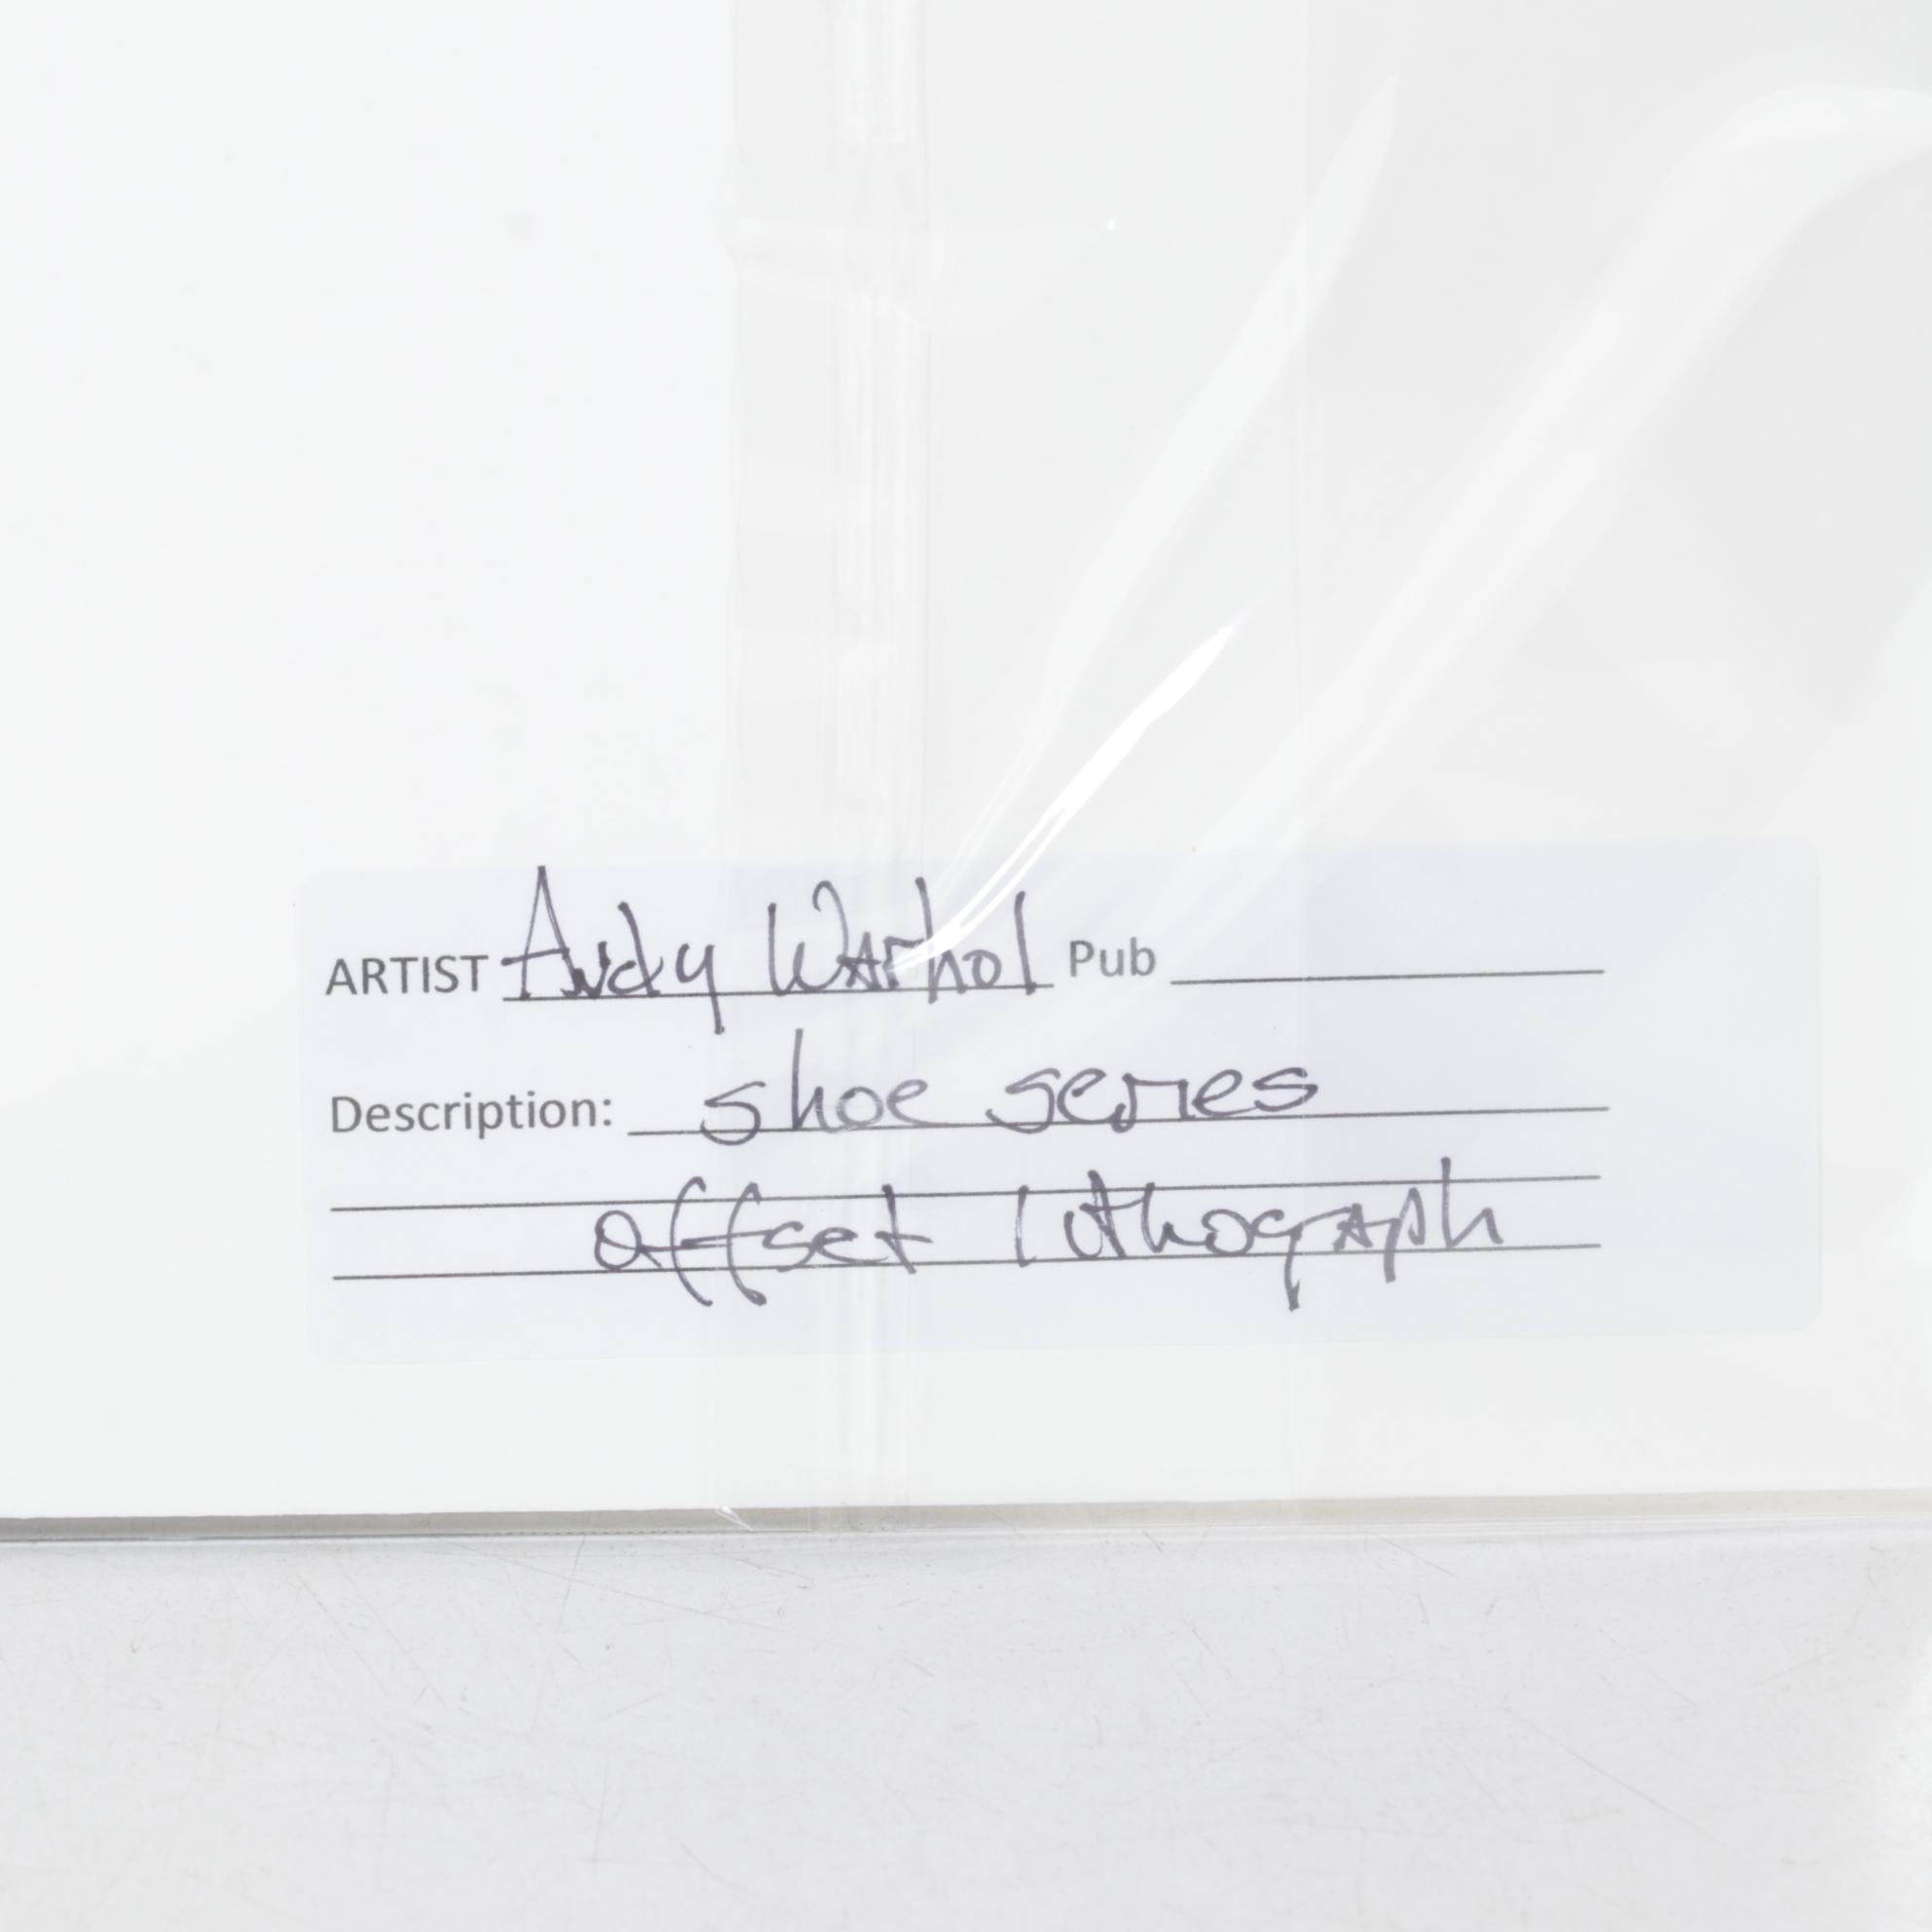 ARTIST Andy Warhol Pub
Description: shoe series
offset lithograph